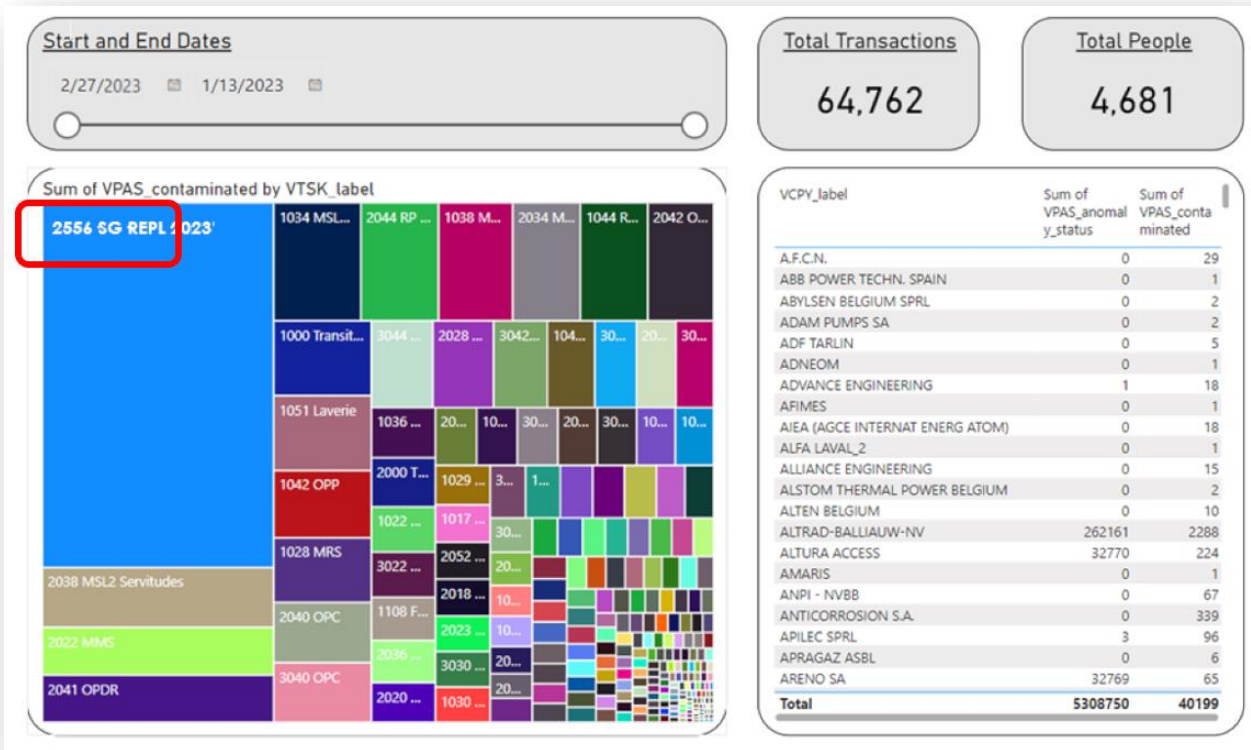 Start and End Dates
2/27/2023 1/13/2023
Total Transactions
64,762
Total People
4,681
Sum of VPAS_contaminated by VTSK_label
2556 SG REPL 2023'
1034 MSL...
2044 RP ...
1038 M...
2034 M...
1044 R...
2042 O...
1000 Transit...
3044 ...
2028 ...
3042...
104...
30...
20...
30...
1051 Laverie
1036 ...
20...
10...
30...
20...
30...
10...
10...
1042 OPP
2000 T...
1029 ...
3...
1...
1022 ...
1017 ...
30...
1028 MRS
3022 ...
2052 ...
20...
2038 MSL2 Servitudes
2018 ...
10...
2040 OPC
1108 F...
2023 ...
10...
2022 MMS
2036 ...
3030 ...
20...
3040 OPC
2041 OPDR
2020 ...
1030 ...
20...
VCPY_label
Sum of
VPAS_anomal
y_status
Sum of
VPAS_conta
minated
A.F.C.N. 0 29
ABB POWER TECHN. SPAIN 0 1
ABYLSEN BELGIUM SPRL 0 2
ADAM PUMPS SA 0 2
ADF TARLIN 0 5
ADNEOM 0 1
ADVANCE ENGINEERING 1 18
AFIMES 0 1
AIEA (AGCE INTERNAT ENERG ATOM) 0 18
ALFA LAVAL_2 0 1
ALLIANCE ENGINEERING 0 15
ALSTOM THERMAL POWER BELGIUM 0 2
ALTEN BELGIUM 0 10
ALTRAD-BALLIAUW-NV 262161 2288
ALTURA ACCESS 32770 224
AMARIS 0 1
ANPI - NVBB 0 67
ANTICORROSION S.A. 0 339
APILEC SPRL 3 96
APRAGAZ ASBL 0 6
ARENO SA 32769 65
Total 5308750 40199